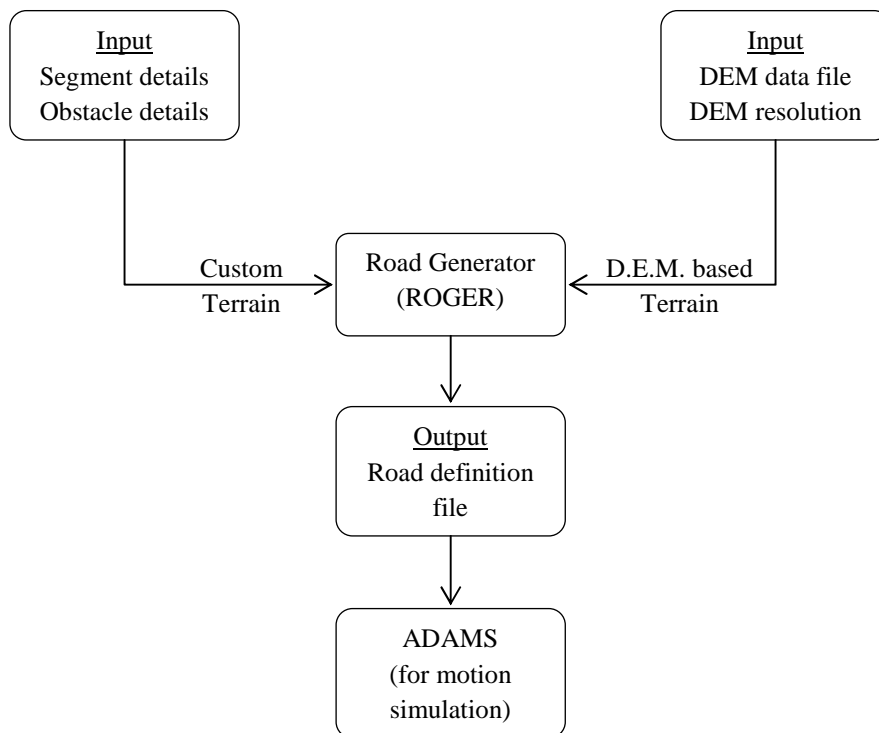 Input
Segment details
Obstacle details
Input
DEM data file
DEM resolution
Custom
Terrain
Road Generator
(ROGER)
D.E.M. based
Terrain
Output
Road definition
file
ADAMS
(for motion
simulation)